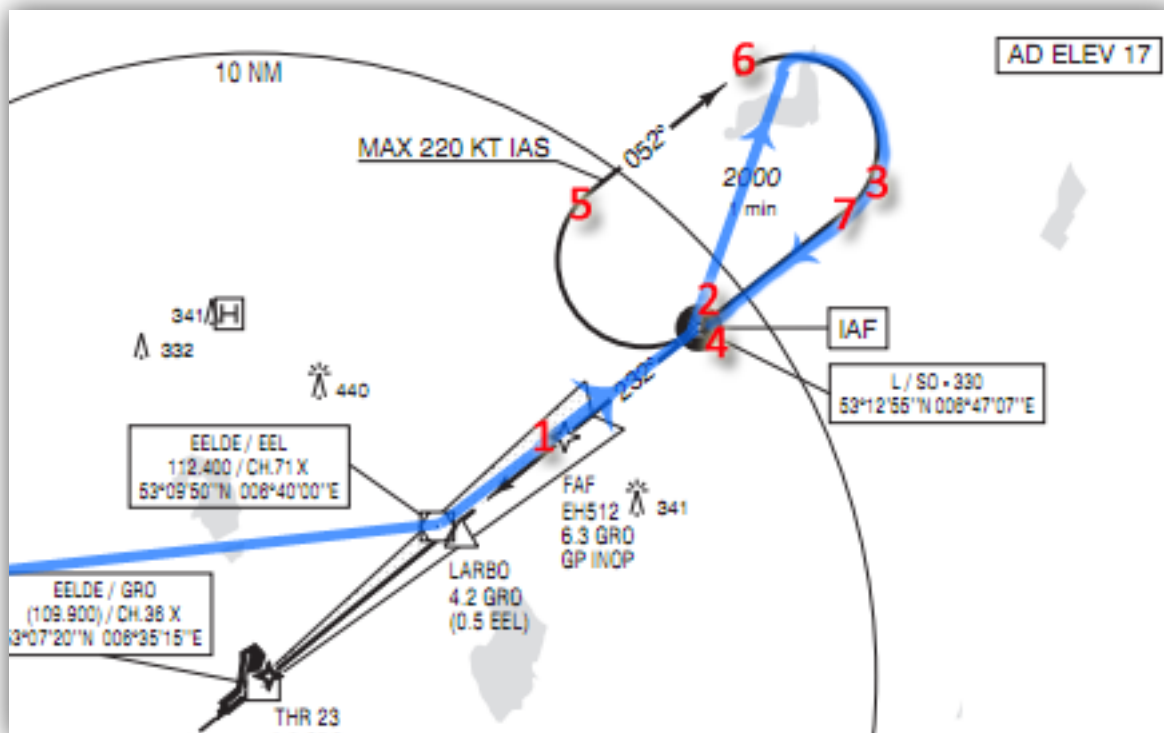 6
AD ELEV 17
10 NM
MAX 220 KT IAS
052°
2000
1 min
5
3
7
2
4
341
H
332
440
IAF
232°
L / SO - 330
53°12'55''N 006°47'07''E
1
EELDE / EEL
112.400 / CH.71 X
53°09'50''N 006°40'00''E
FAF
EH512
6.3 GRO
GP INOP
341
LARBO
4.2 GRO
(0.5 EEL)
EELDE / GRO
(109.900) / CH.36 X
3°07'20''N 006°35'15''E
THR 23